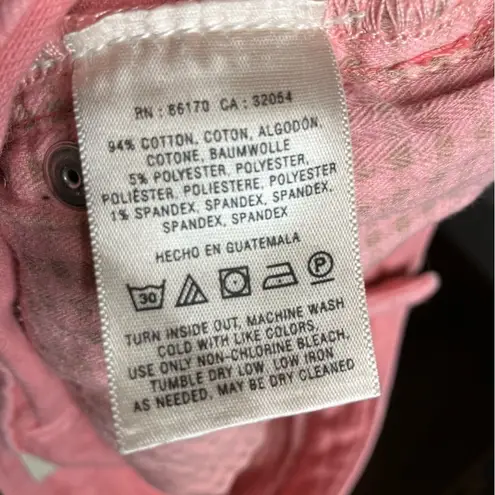 RN : 66170 CA : 32054
94% COTTON, COTON, ALGODÓN,
COTONE, BAUMWOLLE
5% POLYESTER, POLYESTER,
POLIÉSTER, POLIESTERE, POLYESTER
1% SPANDEX, SPANDEX, SPANDEX,
SPANDEX, SPANDEX
HECHO EN GUATEMALA
30 P
TURN INSIDE OUT, MACHINE WASH
COLD WITH LIKE COLORS,
USE ONLY NON-CHLORINE BLEACH,
TUMBLE DRY LOW, LOW IRON
AS NEEDED, MAY BE DRY CLEANED